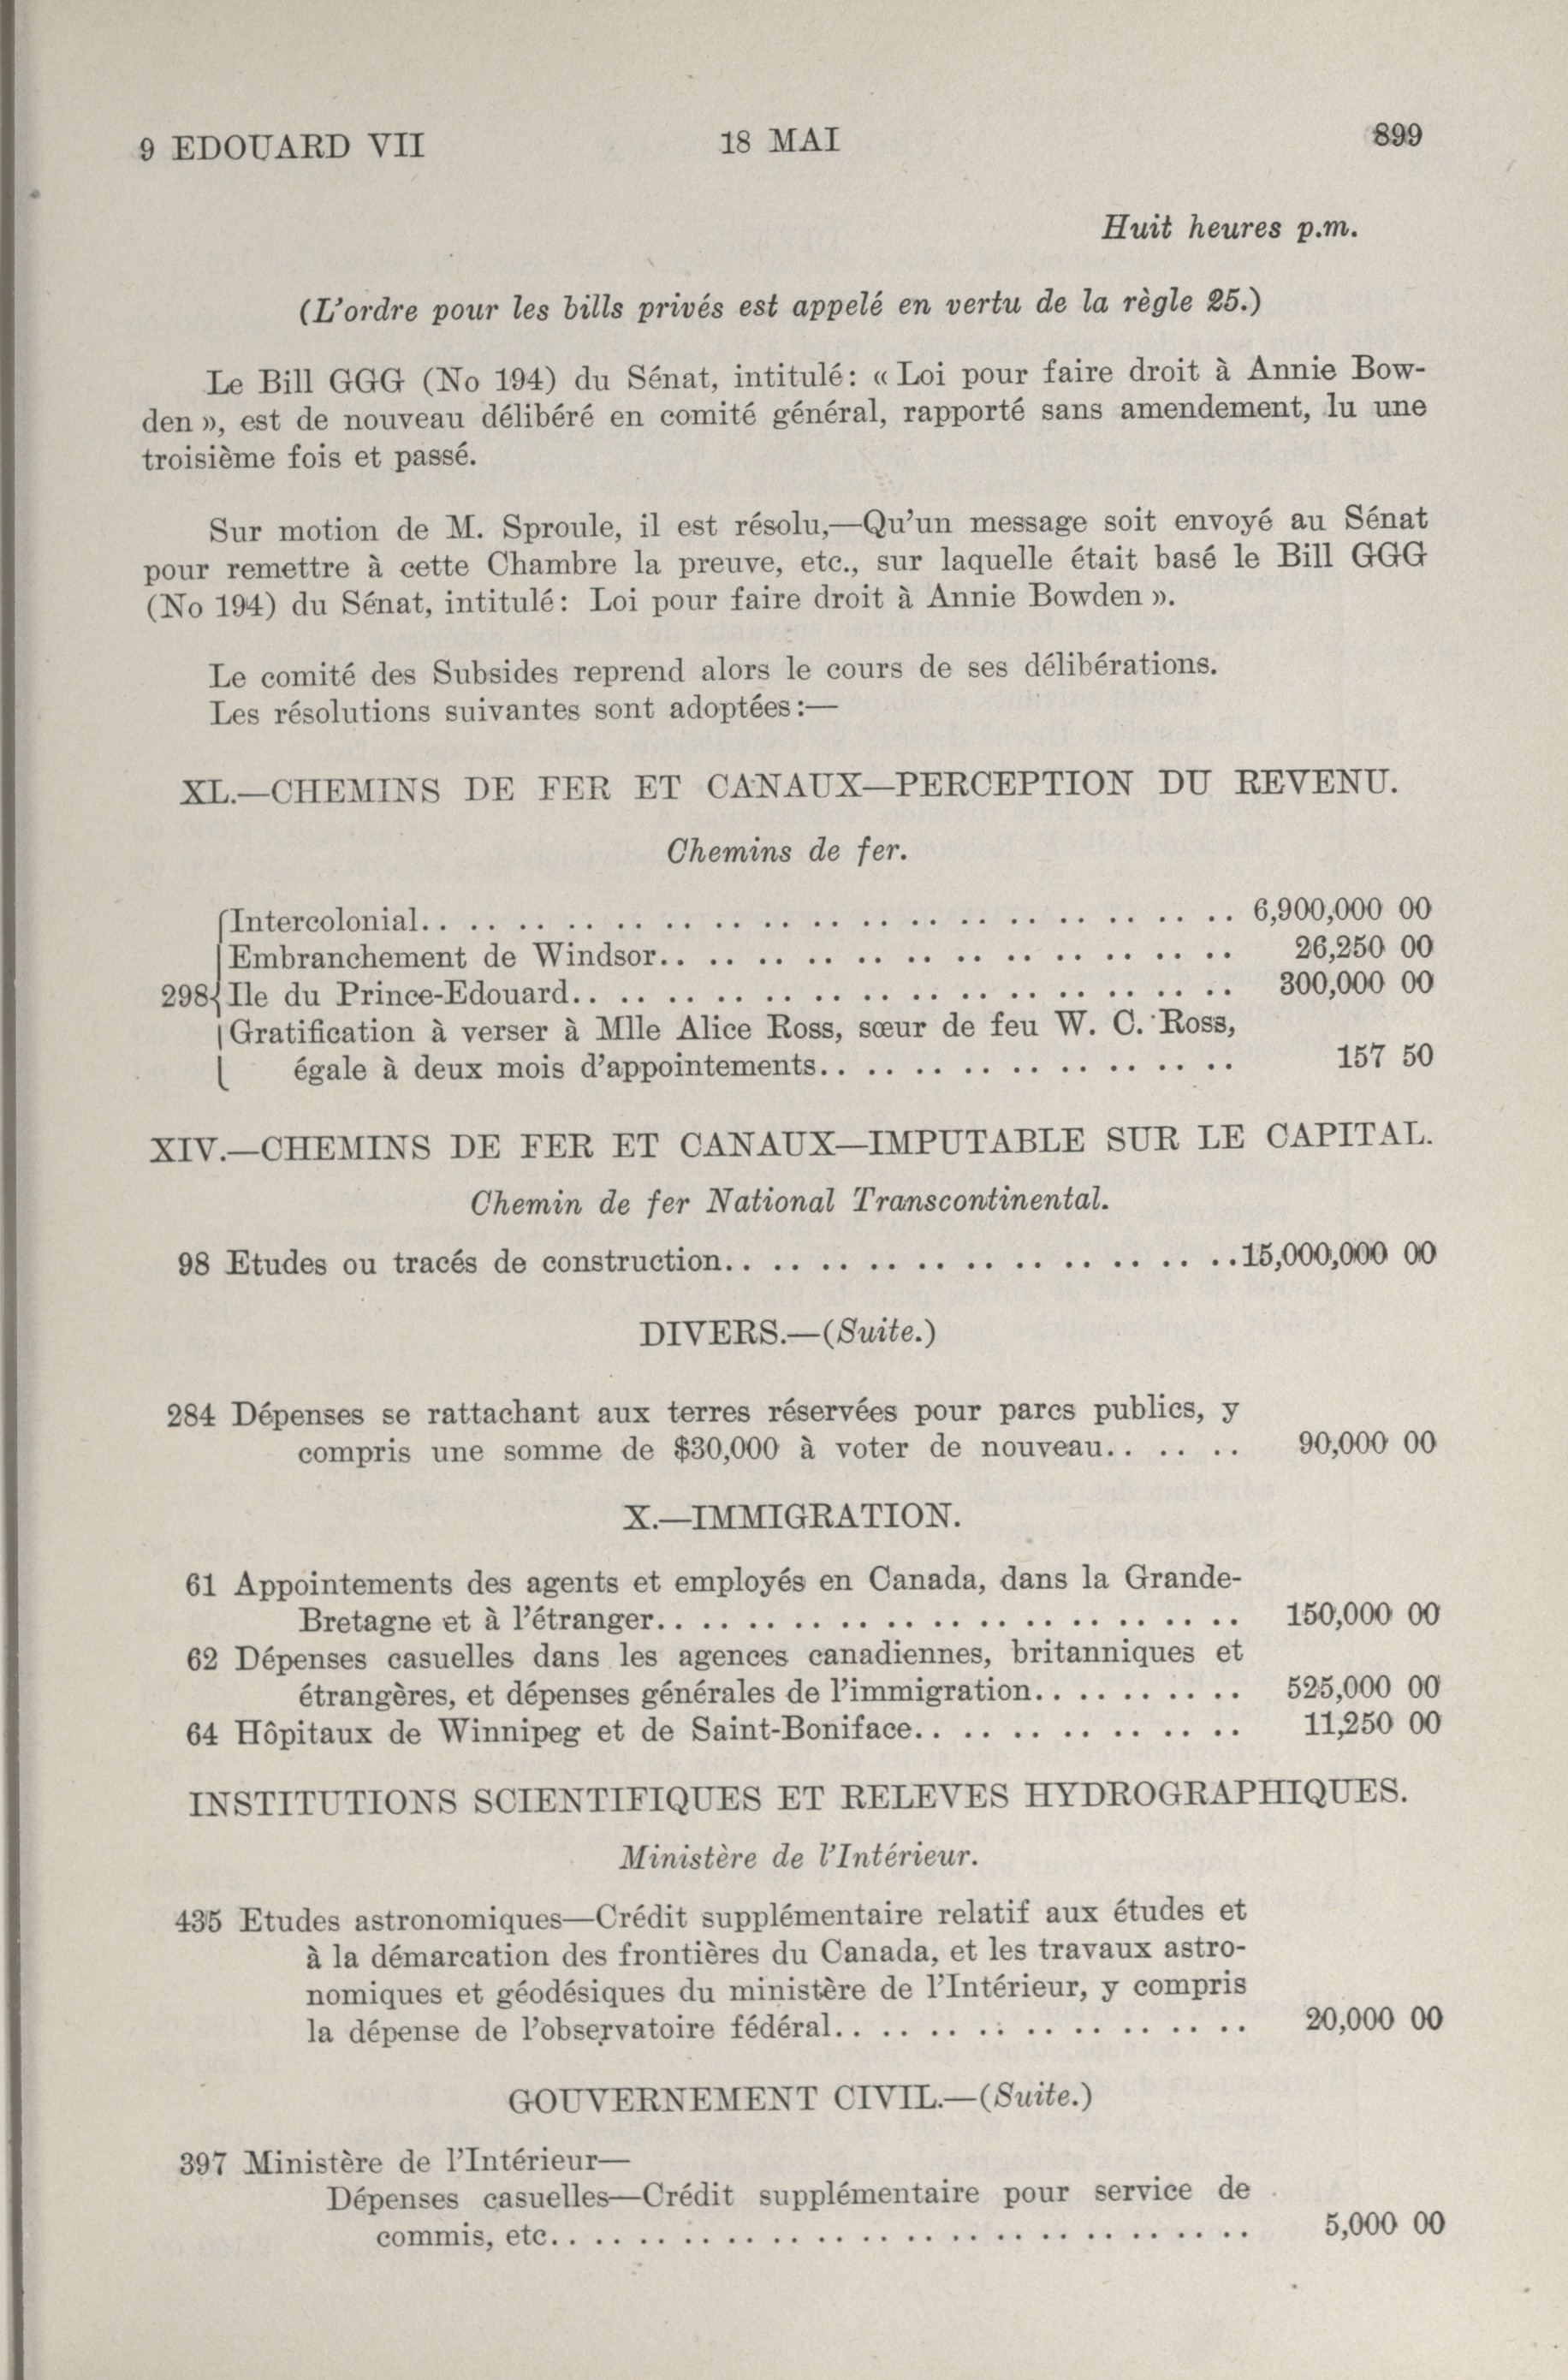 9 EDOUARD VII 18 MAI 899
Huit heures p.m.
(L'ordre pour les bills privés est appelé en vertu de la règle 25.)
Le Bill GGG (No 194) du Sénat, intitulé: « Loi pour faire droit à Annie Bow-
den », est de nouveau délibéré en comité général, rapporté sans amendement, lu une
troisième fois et passé.
Sur motion de M. Sproule, il est résolu,—Qu'un message soit envoyé au Sénat
pour remettre à cette Chambre la preuve, etc., sur laquelle était basé le Bill GGG
(No 194) du Sénat, intitulé: Loi pour faire droit à Annie Bowden ».
Le comité des Subsides reprend alors le cours de ses délibérations.
Les résolutions suivantes sont adoptées:—
XL.—CHEMINS DE FER ET CANAUX—PERCEPTION DU REVENU.
Chemins de fer.
Intercolonial.. .. .. .. .. .. .. .. .. .. .. .. .. .. .. .. .. 6,900,000 00
Embranchement de Windsor.. .. .. .. .. .. .. .. .. .. .. .. 26,250 00
298{Ile du Prince-Edouard.. .. .. .. .. .. .. .. .. .. .. .. .. .. 300,000 00
Gratification à verser à Mlle Alice Ross, sœur de feu W. C. Ross,
égale à deux mois d'appointements.. .. .. .. .. .. .. .. .. 157 50
XIV.—CHEMINS DE FER ET CANAUX—IMPUTABLE SUR LE CAPITAL.
Chemin de fer National Transcontinental.
98 Etudes ou tracés de construction.. .. .. .. .. .. .. .. .. .. ..15,000,000 00
DIVERS.—(Suite.)
284 Dépenses se rattachant aux terres réservées pour parcs publics, y
compris une somme de $30,000 à voter de nouveau.. .. .. .. 90,000 00
X.—IMMIGRATION.
61 Appointements des agents et employés en Canada, dans la Grande-
Bretagne et à l'étranger.. .. .. .. .. .. .. .. .. .. .. .. .. 150,000 00
62 Dépenses casuelles dans les agences canadiennes, britanniques et
étrangères, et dépenses générales de l'immigration.. .. .. .. .. 525,000 00
64 Hôpitaux de Winnipeg et de Saint-Boniface.. .. .. .. .. .. .. 11,250 00
INSTITUTIONS SCIENTIFIQUES ET RELEVES HYDROGRAPHIQUES.
Ministère de l'Intérieur.
435 Etudes astronomiques—Crédit supplémentaire relatif aux études et
à la démarcation des frontières du Canada, et les travaux astro-
nomiques et géodésiques du ministère de l'Intérieur, y compris
la dépense de l'observatoire fédéral.. .. .. .. .. .. .. .. .. 20,000 00
GOUVERNEMENT CIVIL.—(Suite.)
397 Ministère de l'Intérieur—
Dépenses casuelles—Crédit supplémentaire pour service de
commis, etc.. .. .. .. .. .. .. .. .. .. .. .. .. .. .. .. 5,000 00